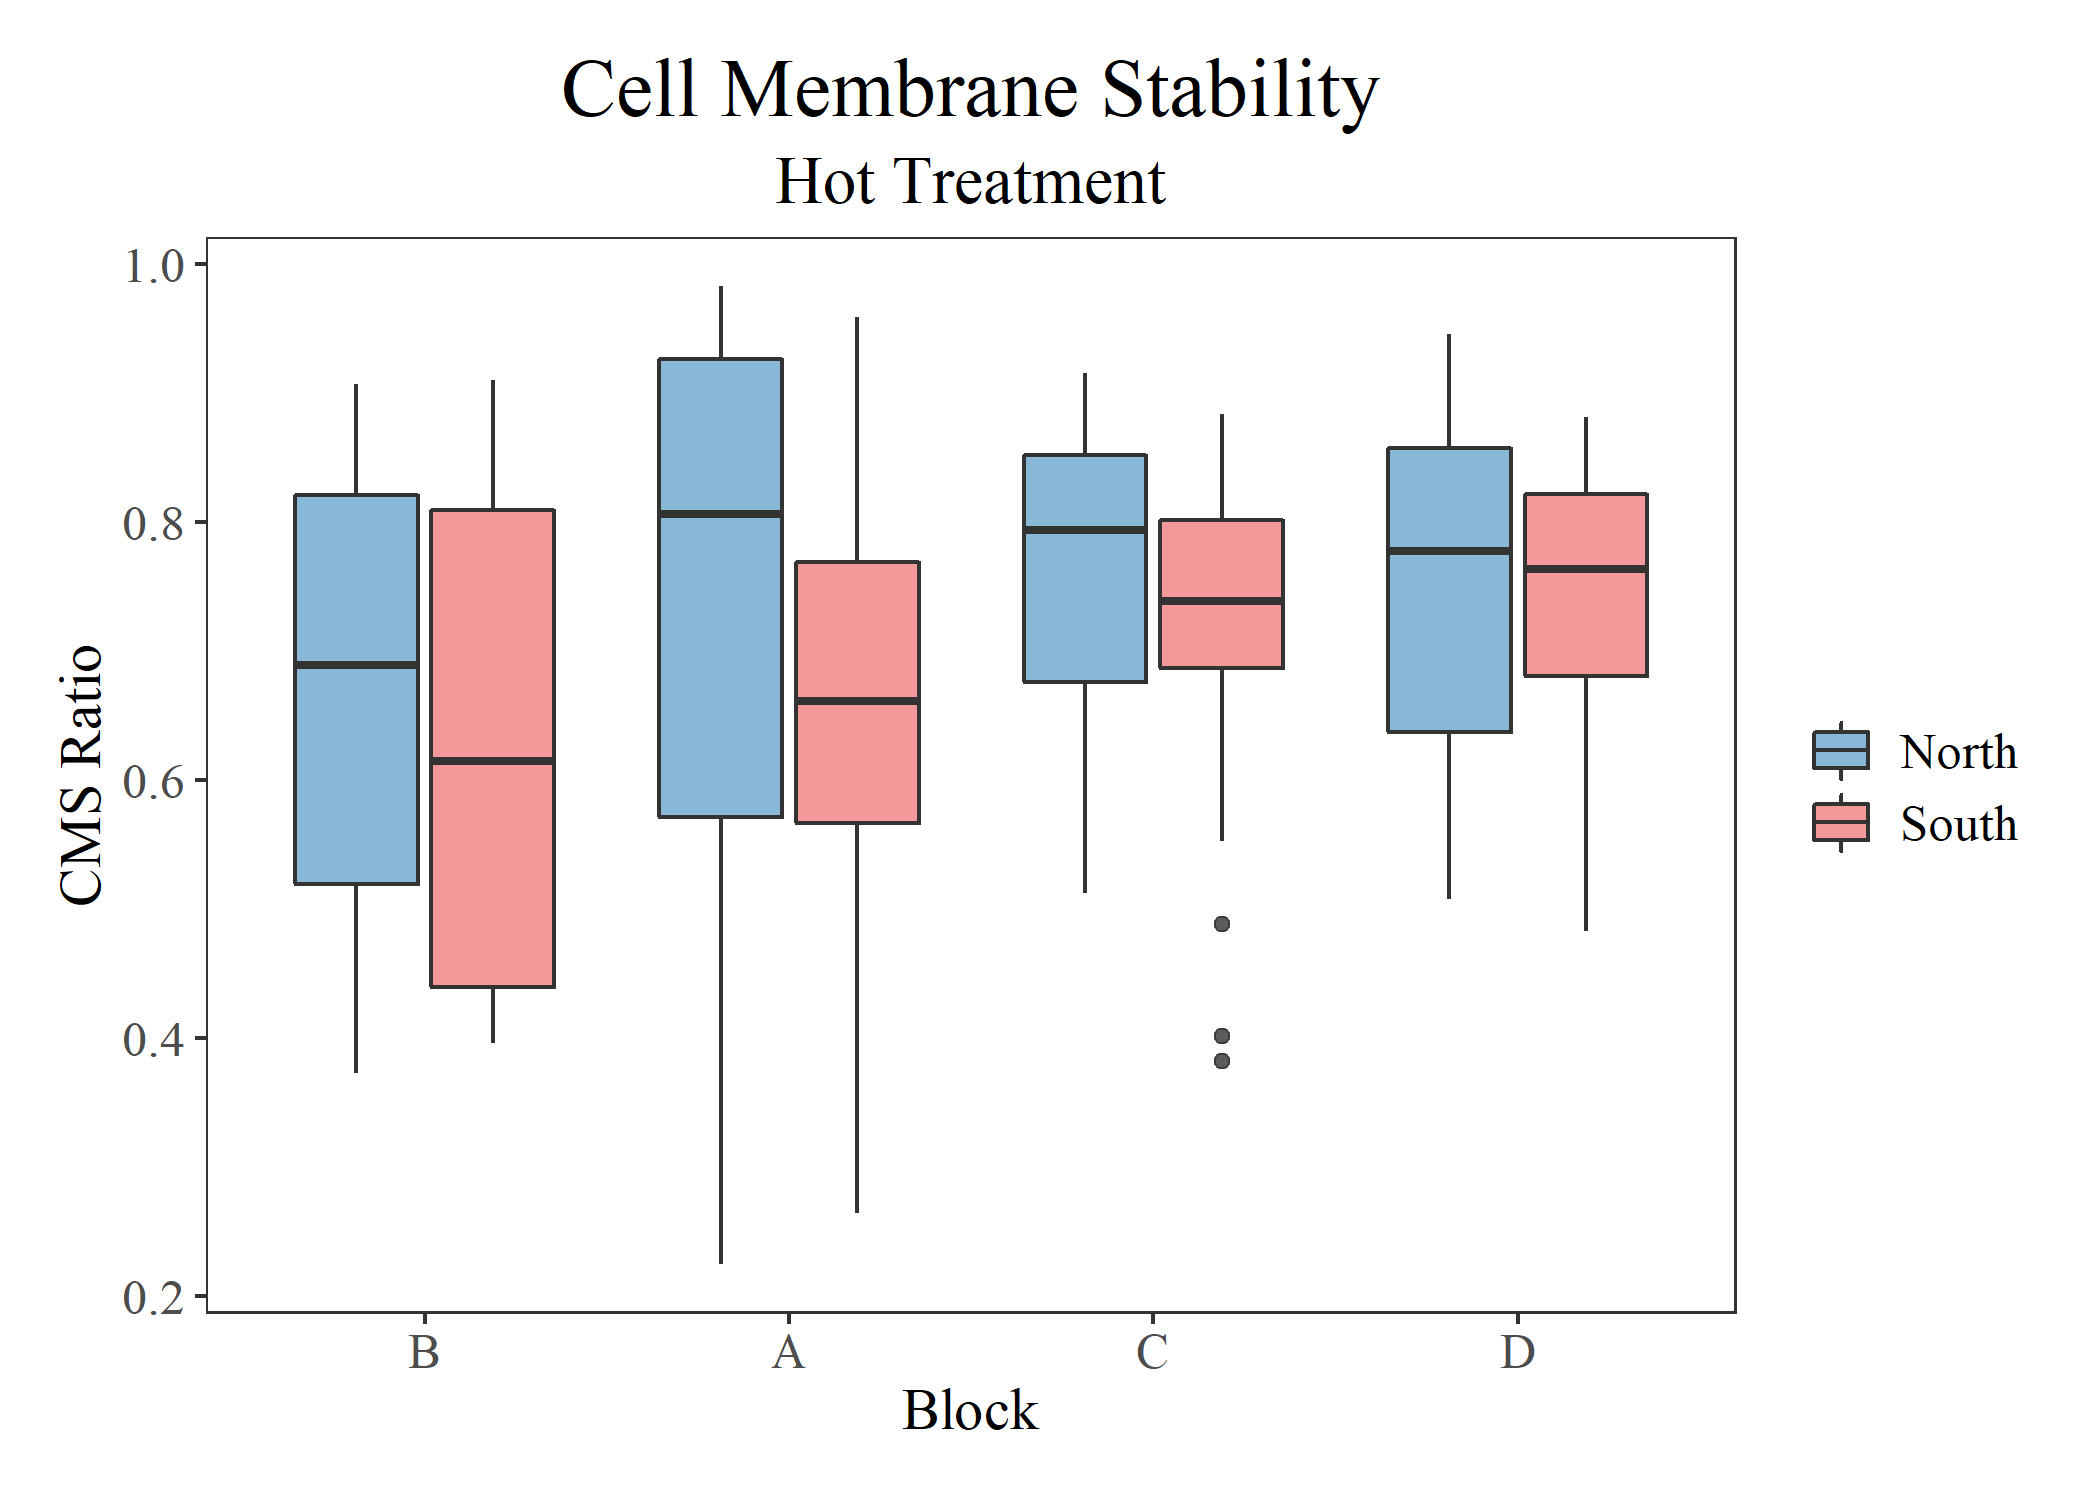 Cell Membrane Stability
Hot Treatment
CMS Ratio
1.0
0.8
0.6
0.4
0.2
B A C D
Block
North
South